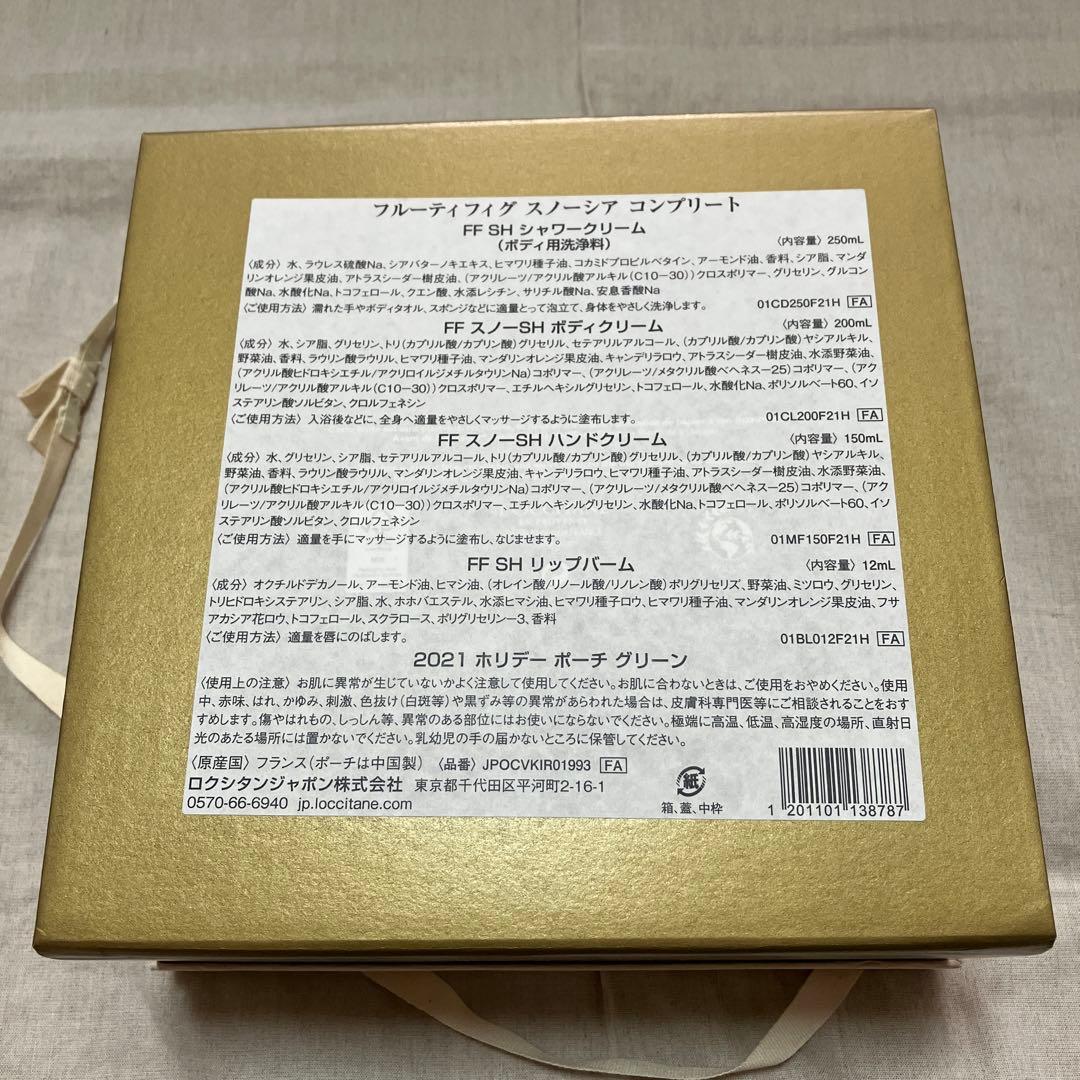 フルーティフィグ スノーシア コンプリート
FF SH シャワークリーム
(ボディ用洗浄料)
〈内容量〉250mL
〈成分〉水、ラウレス硫酸Na、シアバターノキエキス、ヒマワリ種子油、コカミドプロピルベタイン、アーモンド油、香料、シア脂、マンダ
リンオレンジ果皮油、アトラスシーダー樹皮油、(アクリレーツ/アクリル酸アルキル(C10-30))クロスポリマー、グリセリン、グルコン
酸Na、水酸化Na、トコフェロール、クエン酸、水添レシチン、サリチル酸Na、安息香酸Na
〈ご使用方法〉濡れた手やボディタオル、スポンジなどに適量とって泡立て、身体をやさしく洗浄します。
01CD250F21H FA
FF スノーSH ボディクリーム
〈内容量〉200mL
〈成分〉水、シア脂、グリセリン、トリ(カプリル酸/カプリン酸)グリセリル、セテアリルアルコール、(カプリル酸/カプリン酸)ヤシアルキル、
野菜油、香料、ラウリン酸ラウリル、ヒマワリ種子油、マンダリンオレンジ果皮油、キャンデリラロウ、アトラスシーダー樹皮油、水添野菜油、
(アクリル酸ヒドロキシエチル/アクリロイルジメチルタウリンNa)コポリマー、(アクリレーツ/メタクリル酸ベヘネス-25)コポリマー、(アク
リレーツ/アクリル酸アルキル(C10-30))クロスポリマー、エチルヘキシルグリセリン、トコフェロール、水酸化Na、ポリソルベート60、イソ
ステアリン酸ソルビタン、クロルフェネシン
〈ご使用方法〉入浴後などに、全身へ適量をやさしくマッサージするように塗布します。
01CL200F21H FA
FF スノーSH ハンドクリーム
〈内容量〉150mL
〈成分〉水、グリセリン、シア脂、セテアリルアルコール、トリ(カプリル酸/カプリン酸)グリセリル、(カプリル酸/カプリン酸)ヤシアルキル、
野菜油、香料、ラウリン酸ラウリル、マンダリンオレンジ果皮油、キャンデリラロウ、ヒマワリ種子油、アトラスシーダー樹皮油、水添野菜油、
(アクリル酸ヒドロキシエチル/アクリロイルジメチルタウリンNa)コポリマー、(アクリレーツ/メタクリル酸ベヘネス-25)コポリマー、(アク
リレーツ/アクリル酸アルキル(C10-30))クロスポリマー、エチルヘキシルグリセリン、水酸化Na、トコフェロール、ポリソルベート60、イソ
ステアリン酸ソルビタン、クロルフェネシン
〈ご使用方法〉適量を手にマッサージするように塗布し、なじませます。
01MF150F21H FA
FF SH リップバーム
〈内容量〉12mL
〈成分〉オクチルドデカノール、アーモンド油、ヒマシ油、(オレイン酸/リノール酸/リノレン酸)ポリグリセリズ、野菜油、ミツロウ、グリセリン、
トリヒドロキシステアリン、シア脂、水、ホホバエステル、水添ヒマシ油、ヒマワリ種子ロウ、ヒマワリ種子油、マンダリンオレンジ果皮油、フサ
アカシア花ロウ、トコフェロール、スクラロース、ポリグリセリン-3、香料
〈ご使用方法〉適量を唇にのばします。
01BL012F21H FA
2021 ホリデー ポーチ グリーン
〈使用上の注意〉お肌に異常が生じていないかよく注意して使用してください。お肌に合わないときは、ご使用をおやめください。使用
中、赤味、はれ、かゆみ、刺激、色抜け(白斑等)や黒ずみ等の異常があらわれた場合は、皮膚科専門医等にご相談されることをおす
すめします。傷やはれもの、しっしん等、異常のある部位にはお使いにならないでください。極端に高温、低温、高湿度の場所、直射日
光のあたる場所には置かないでください。乳幼児の手の届かないところに保管してください。
〈原産国〉フランス(ポーチは中国製) 〈品番〉JPOCVKIR01993 FA
ロクシタンジャポン株式会社 東京都千代田区平河町2-16-1
0570-66-6940 jp.loccitane.com
紙
箱、蓋、中枠
1 201101 138787